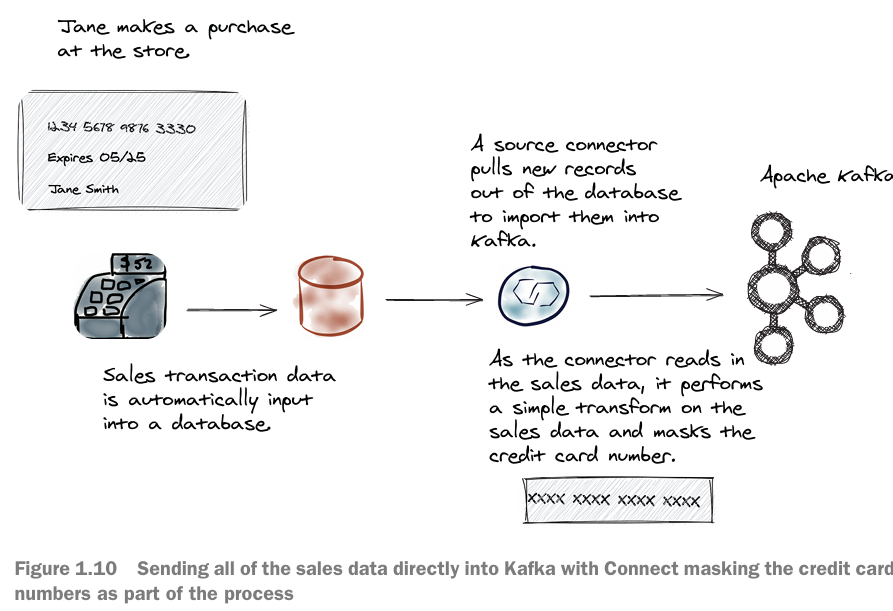 Jane makes a purchase
at the store
1234 5678 9876 3330
Expires 05/25
Jane Smith
A source connector
pulls new records
out of the database
to import them into
Kafka.
Apache Kafka
$ 52
Sales transaction data
is automatically input
into a database
As the connector reads in
the sales data, it performs
a simple transform on the
sales data and masks the
credit card number.
XXXX XXXX XXXX XXXX
Figure 1.10 Sending all of the sales data directly into Kafka with Connect masking the credit card
numbers as part of the process